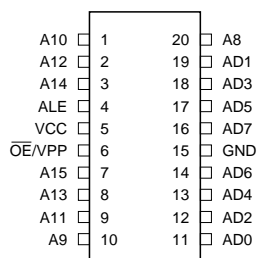 A10 1 20 A8
A12 2 19 AD1
A14 3 18 AD3
ALE 4 17 AD5
VCC 5 16 AD7
O̅E̅/VPP 6 15 GND
A15 7 14 AD6
A13 8 13 AD4
A11 9 12 AD2
A9 10 11 AD0